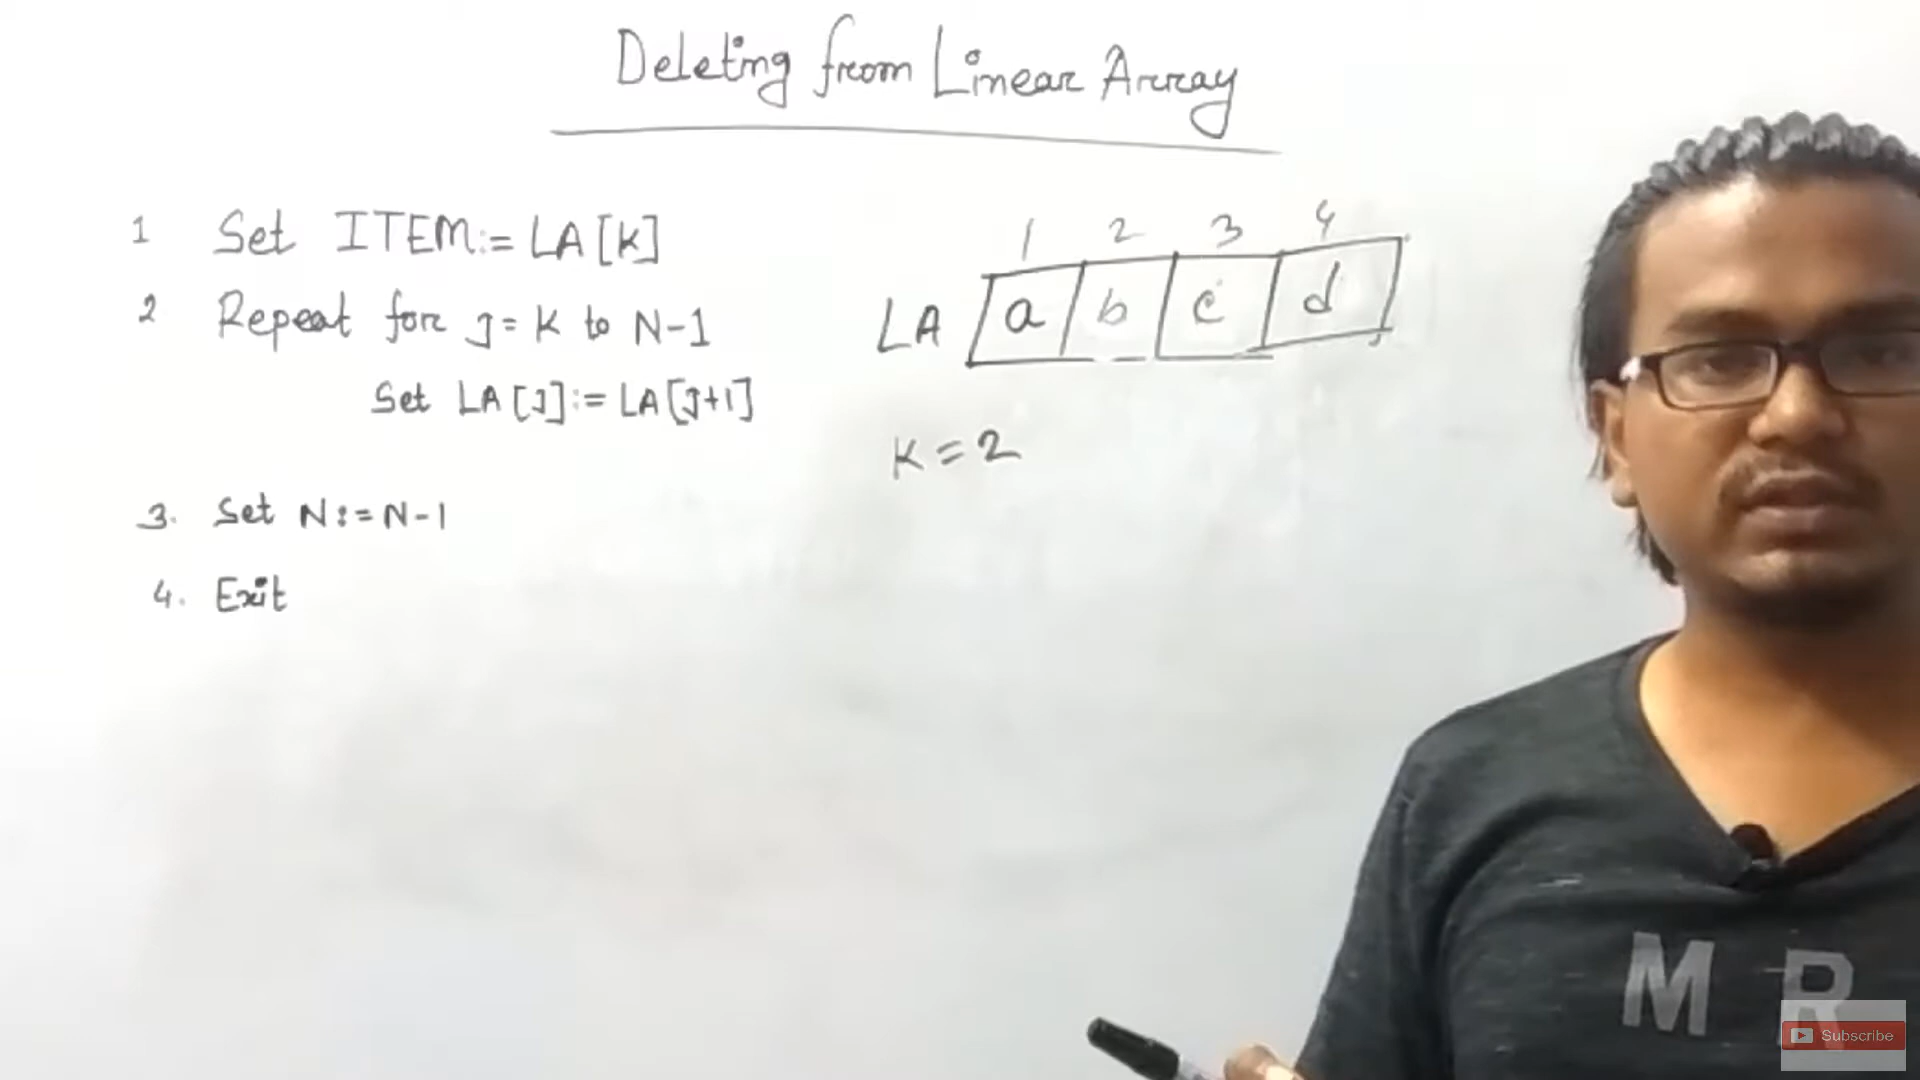 Deleting from Linear Array
1 Set ITEM:= LA[K]
2 Repeat for J= K to N-1
Set LA[J]:= LA[J+1]
3. Set N:=N-1
4. Exit
1 2 3 4
LA a b c d
K=2
M R
Subscribe